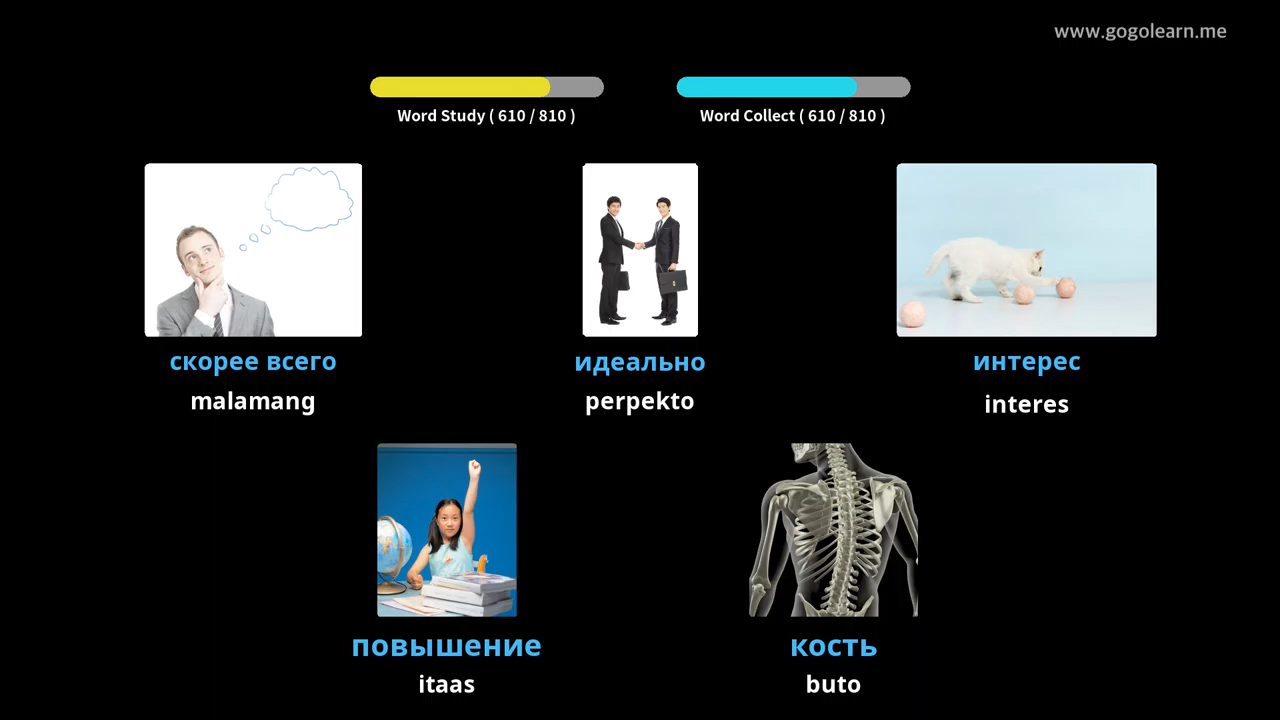 www.gogolearn.me
Word Study ( 610 / 810 )
Word Collect ( 610 / 810 )
скорее всего
malamang
идеально
perpekto
интерес
interes
повышение
itaas
кость
buto